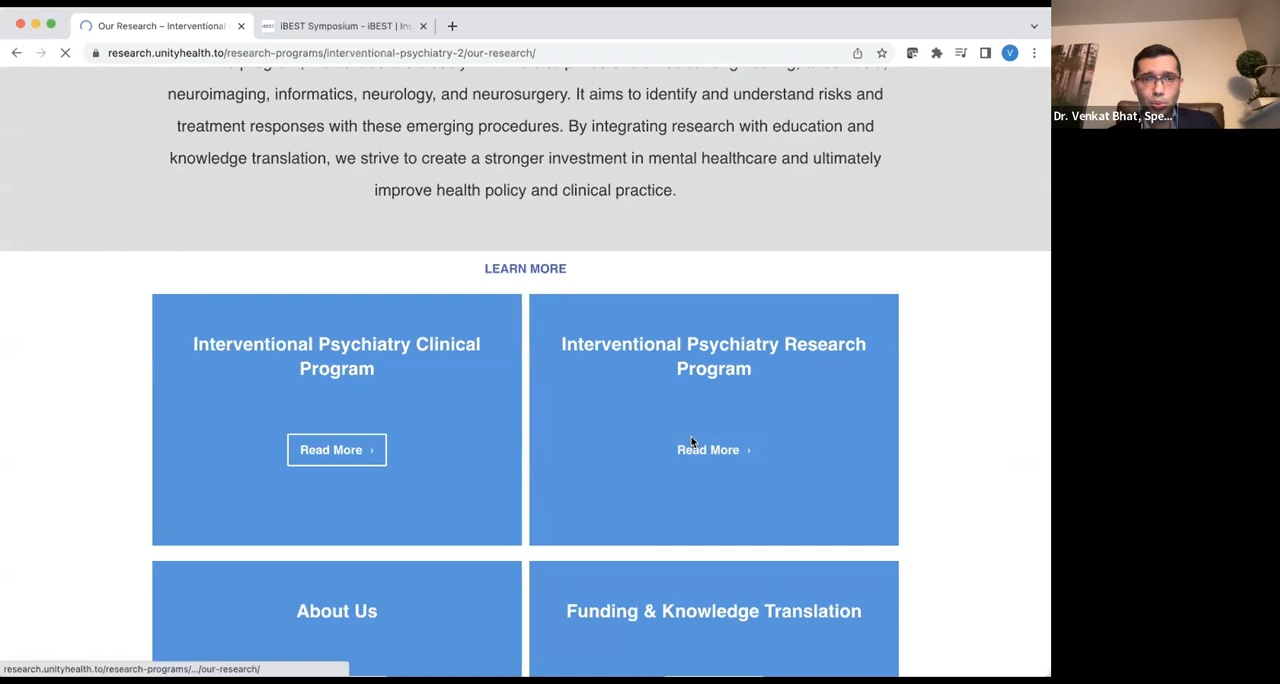 Our Research – Interventional
iBEST Symposium - iBEST | Ins
research.unityhealth.to/research-programs/interventional-psychiatry-2/our-research/
V
Dr. Venkat Bhat, Spe...
neuroimaging, informatics, neurology, and neurosurgery. It aims to identify and understand risks and
treatment responses with these emerging procedures. By integrating research with education and
knowledge translation, we strive to create a stronger investment in mental healthcare and ultimately
improve health policy and clinical practice.
LEARN MORE
Interventional Psychiatry Clinical
Program
Read More ›
Interventional Psychiatry Research
Program
Read More ›
About Us
Funding & Knowledge Translation
research.unityhealth.to/research-programs/.../our-research/